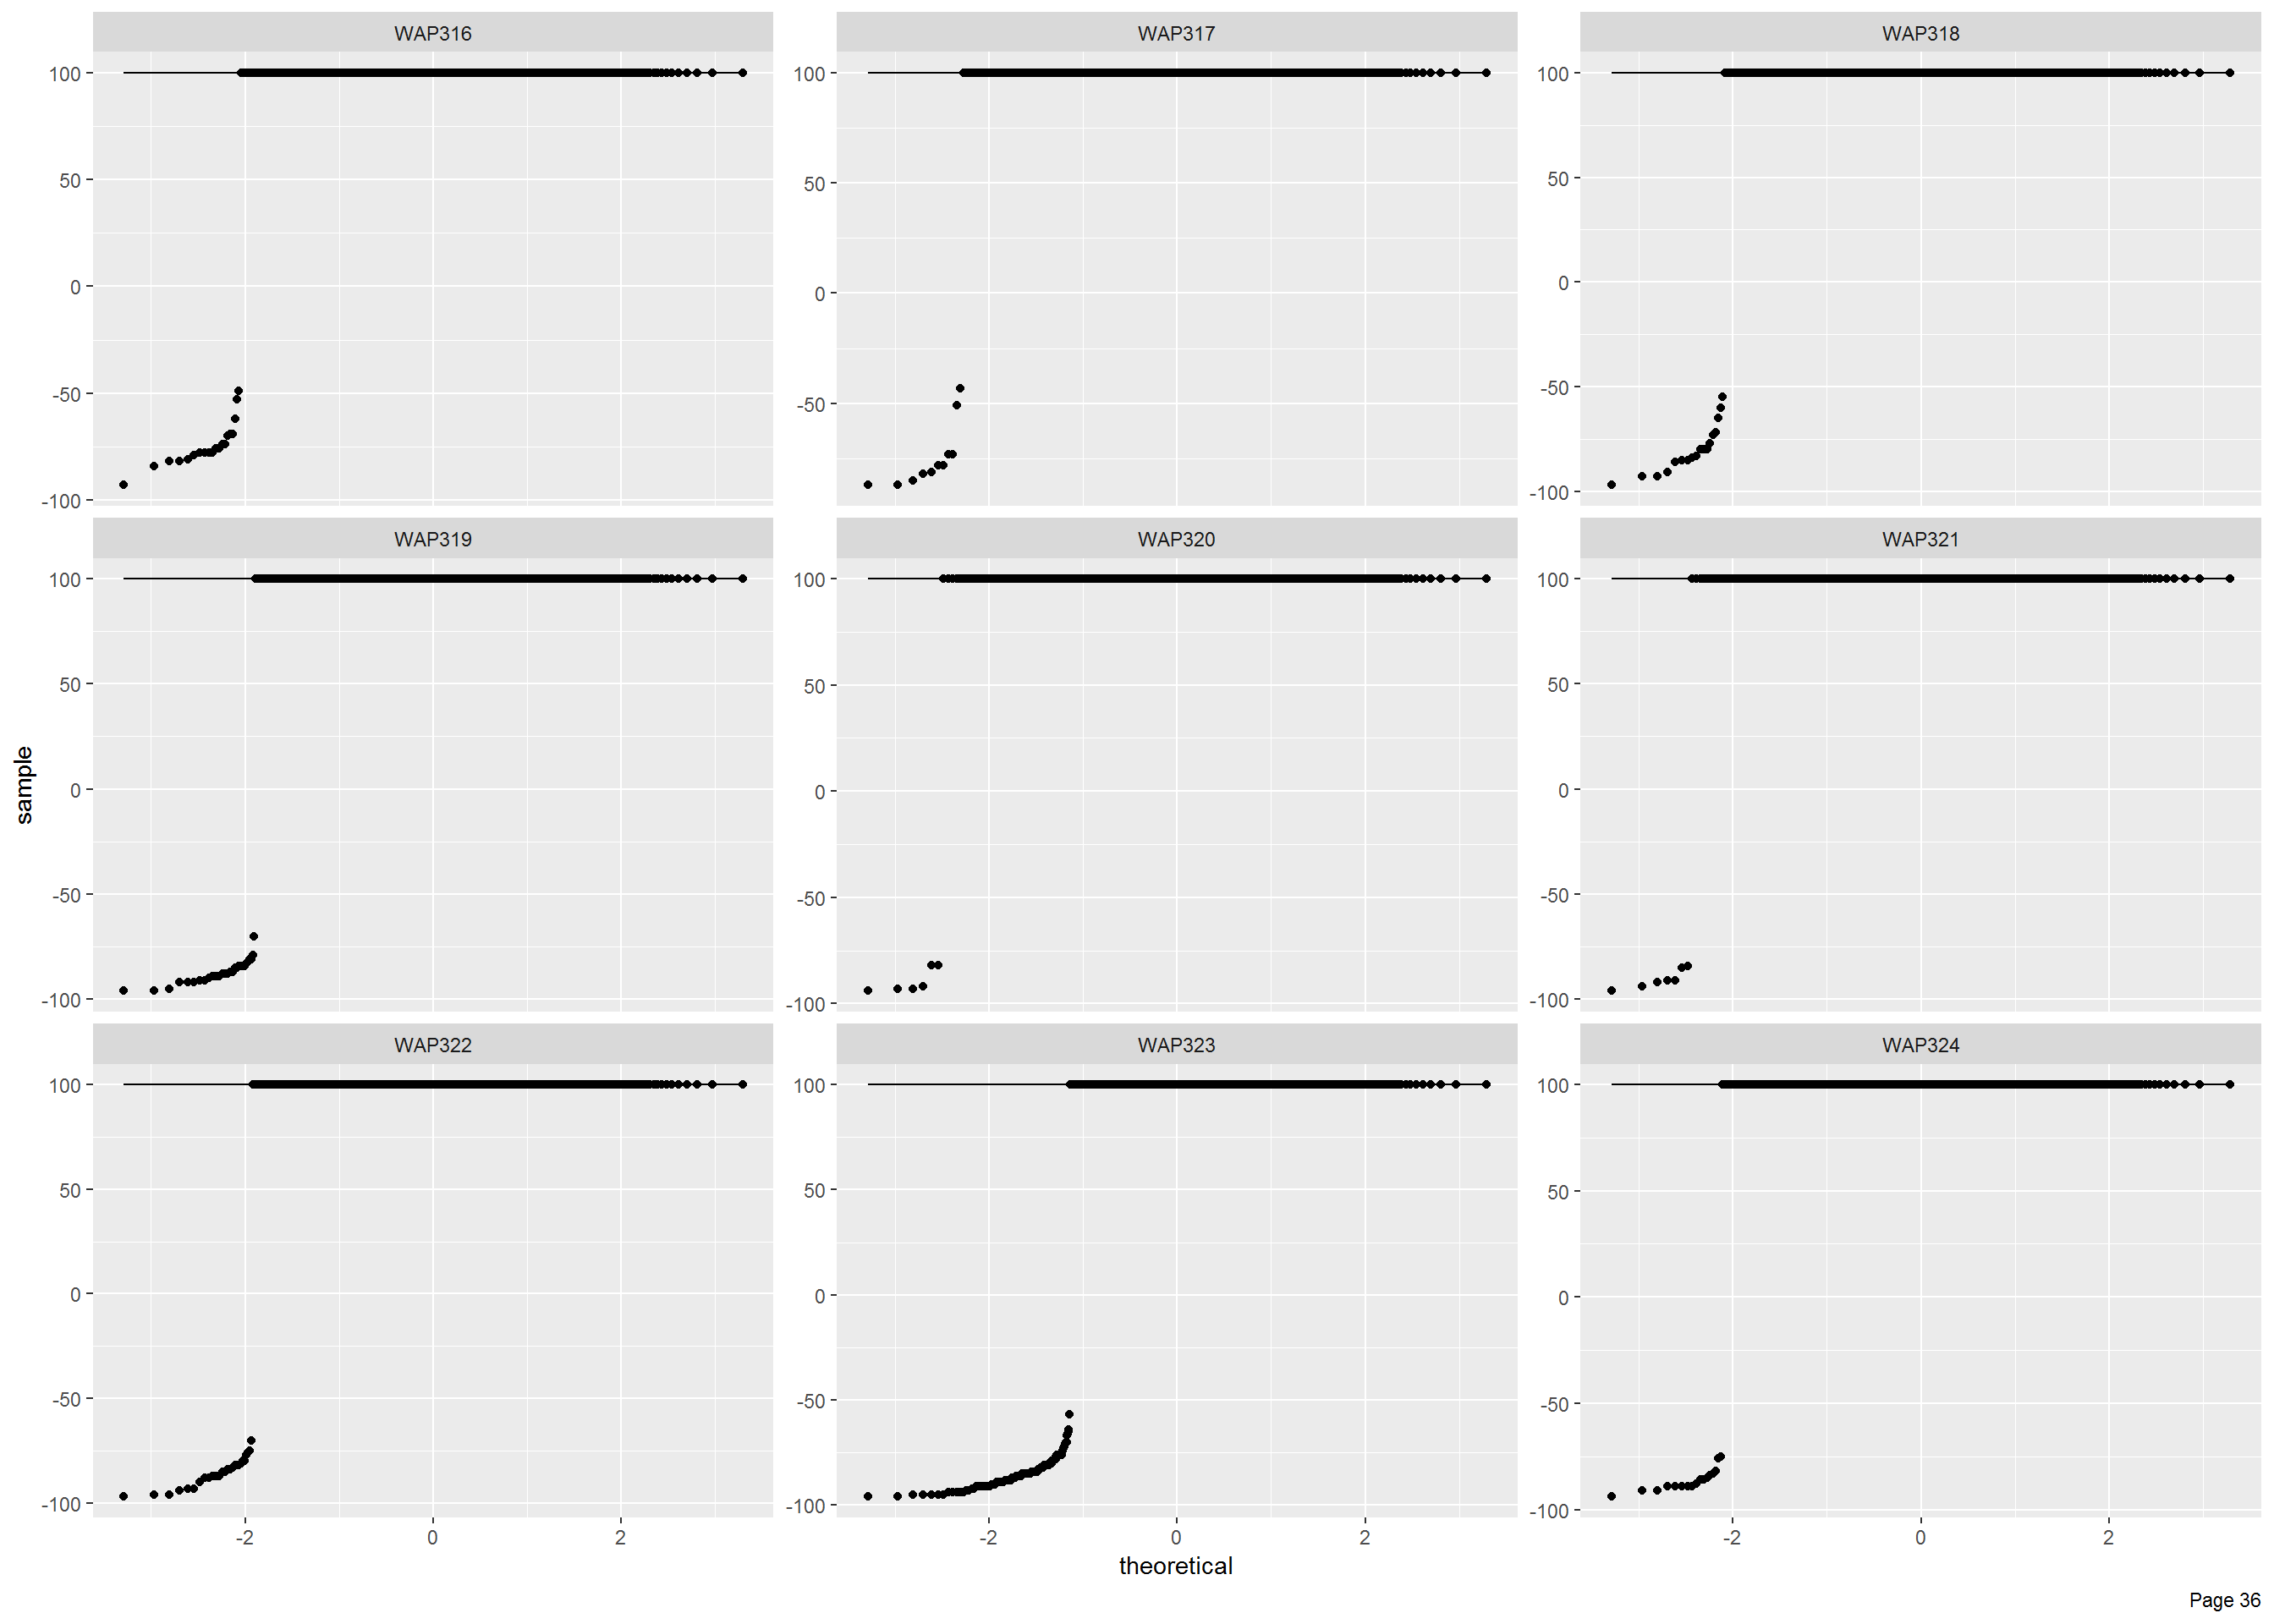 WAP316 WAP317 WAP318
100 100 100
50 50 50
0 0 0
-50 -50 -50
-100 -100
WAP319 WAP320 WAP321
100 100 100
50 50 50
0 0 0
-50 -50 -50
-100 -100 -100
sample
WAP322 WAP323 WAP324
100 100 100
50 50 50
0 0 0
-50 -50 -50
-100 -100 -100
-2 0 2 -2 0 2 -2 0 2
theoretical
Page 36